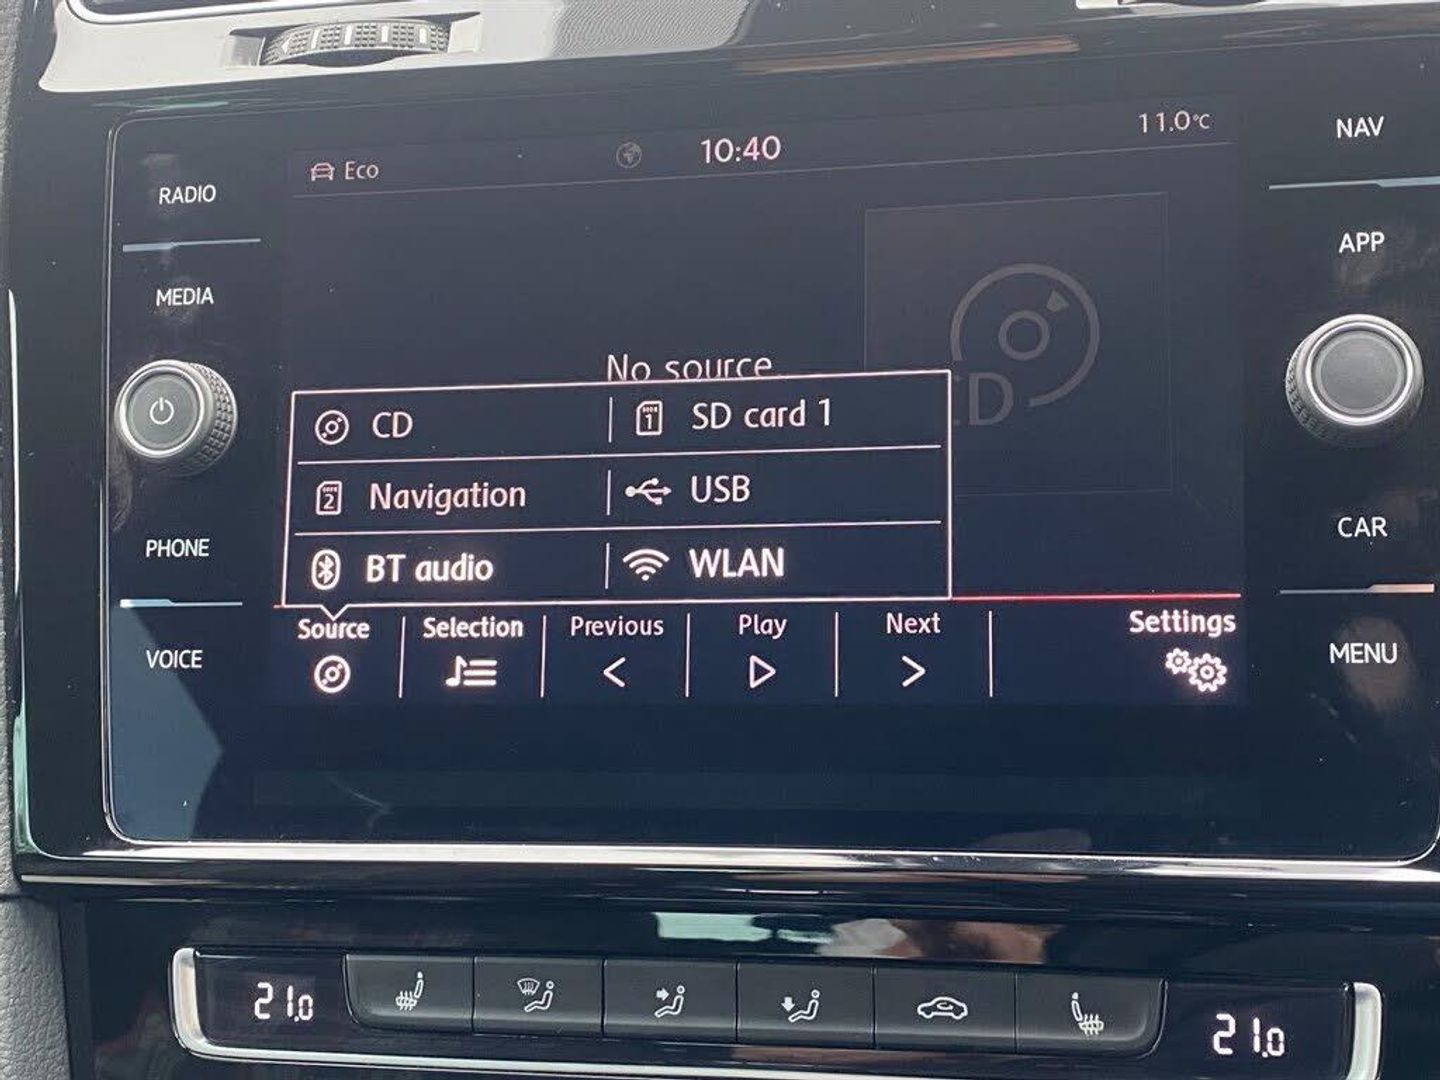 Eco
10:40
11.0°C
NAV
RADIO
APP
MEDIA
No source
CD
CD
SD card 1
Navigation
USB
BT audio
WLAN
PHONE
CAR
Source
Selection
Previous
Play
Next
Settings
VOICE
MENU
21.0
21.0